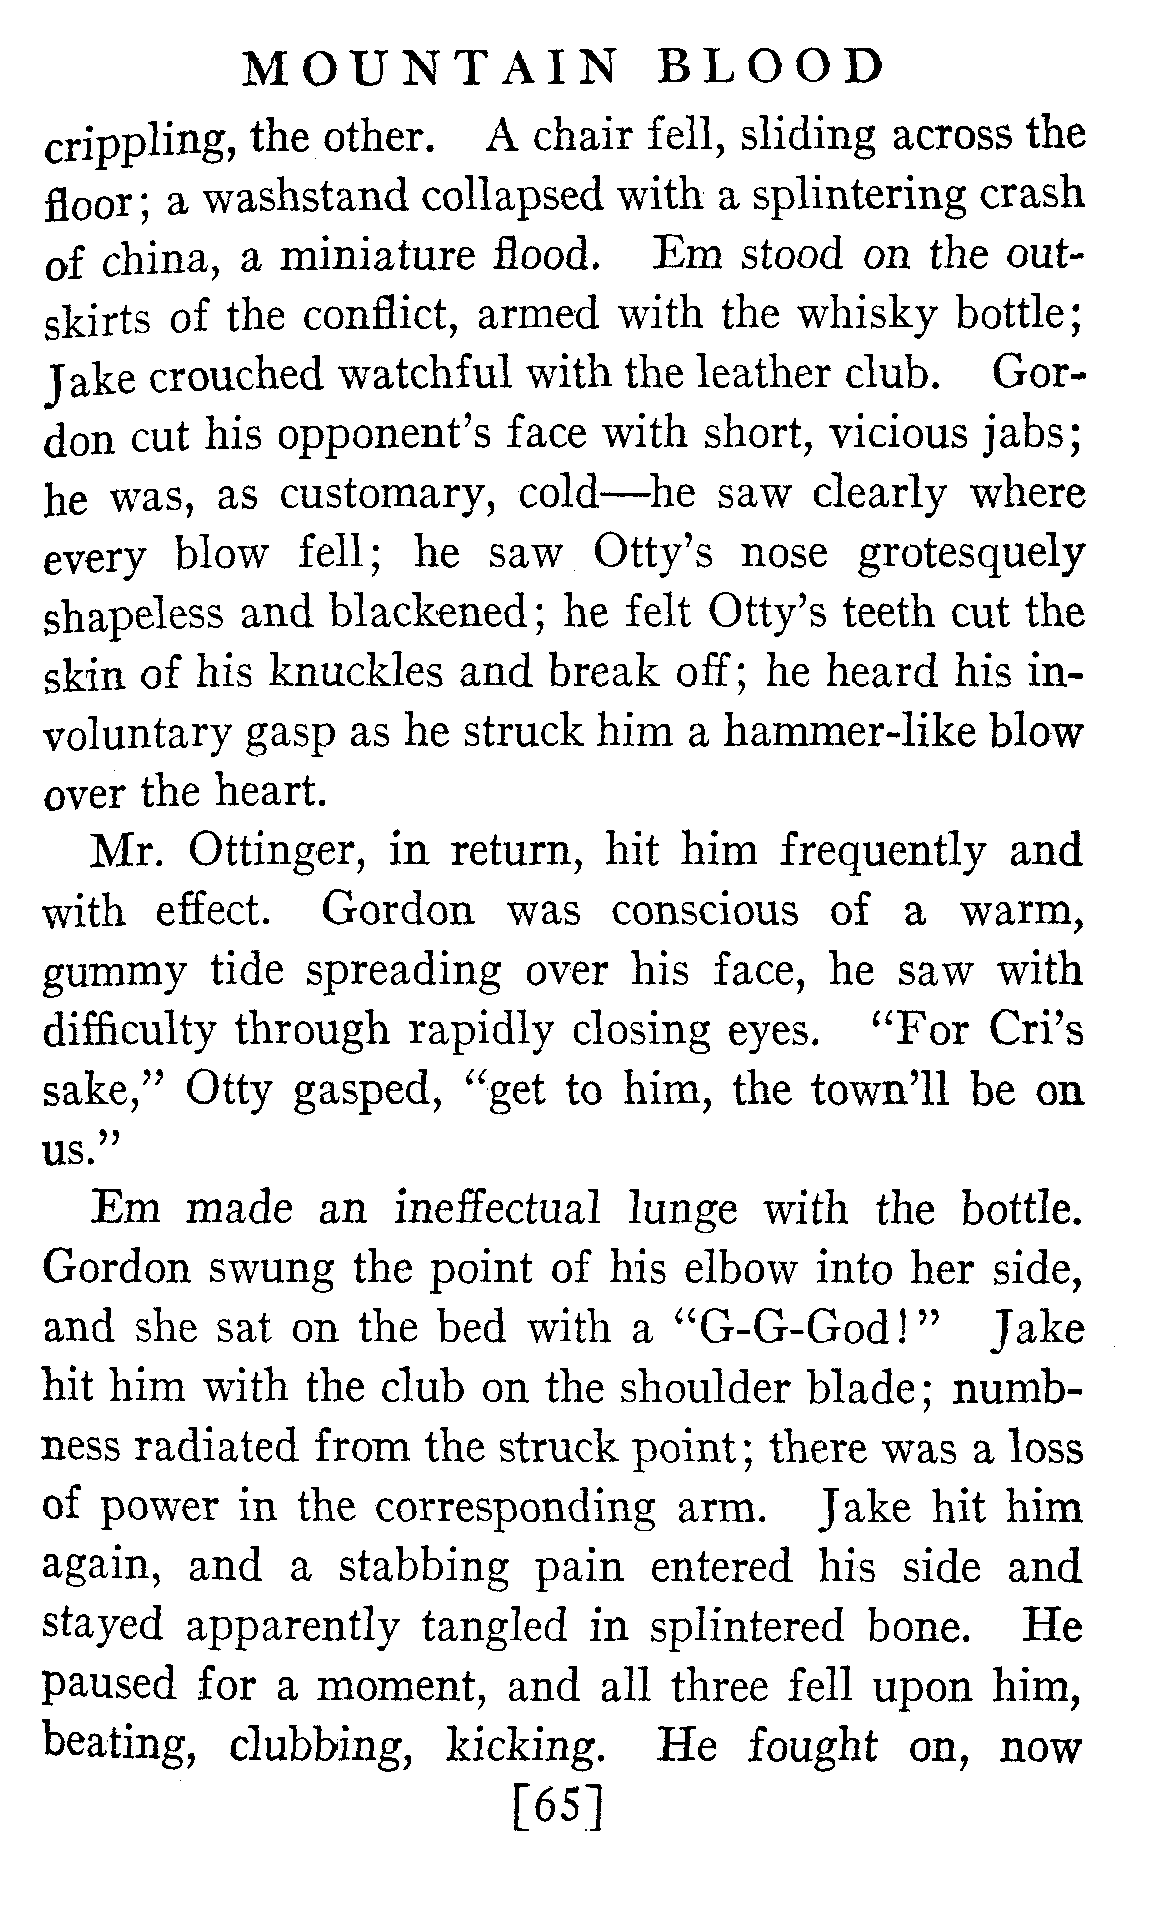 MOUNTAIN BLOOD
crippling, the other. A chair fell, sliding across the
floor; a washstand collapsed with a splintering crash
of china, a miniature flood. Em stood on the out-
skirts of the conflict, armed with the whisky bottle;
Jake crouched watchful with the leather club. Gor-
don cut his opponent's face with short, vicious jabs;
he was, as customary, cold—he saw clearly where
every blow fell; he saw Otty's nose grotesquely
shapeless and blackened; he felt Otty's teeth cut the
skin of his knuckles and break off; he heard his in-
voluntary gasp as he struck him a hammer-like blow
over the heart.
Mr. Ottinger, in return, hit him frequently and
with effect. Gordon was conscious of a warm,
gummy tide spreading over his face, he saw with
difficulty through rapidly closing eyes. "For Cri's
sake," Otty gasped, "get to him, the town'll be on
us."
Em made an ineffectual lunge with the bottle.
Gordon swung the point of his elbow into her side,
and she sat on the bed with a "G-G-God!" Jake
hit him with the club on the shoulder blade; numb-
ness radiated from the struck point; there was a loss
of power in the corresponding arm. Jake hit him
again, and a stabbing pain entered his side and
stayed apparently tangled in splintered bone. He
paused for a moment, and all three fell upon him,
beating, clubbing, kicking. He fought on, now
[65]